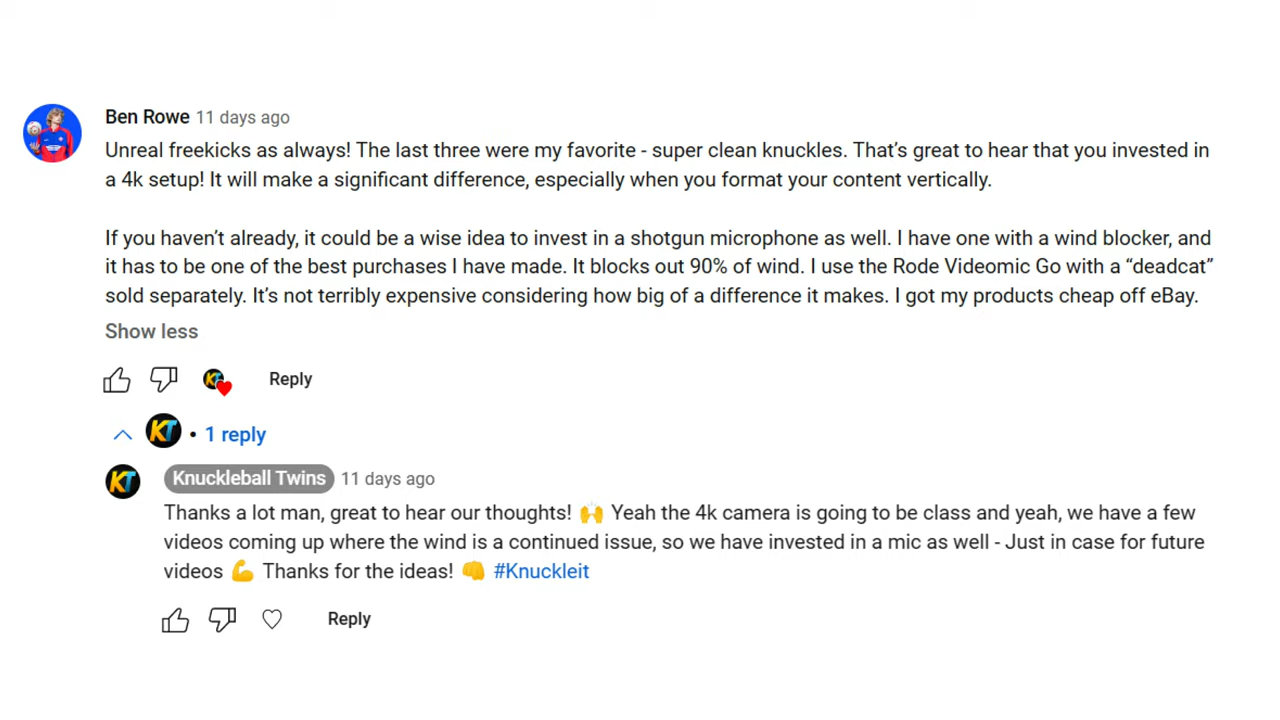 Ben Rowe 11 days ago
Unreal freekicks as always! The last three were my favorite - super clean knuckles. That’s great to hear that you invested in
a 4k setup! It will make a significant difference, especially when you format your content vertically.
If you haven’t already, it could be a wise idea to invest in a shotgun microphone as well. I have one with a wind blocker, and
it has to be one of the best purchases I have made. It blocks out 90% of wind. I use the Rode Videomic Go with a “deadcat”
sold separately. It’s not terribly expensive considering how big of a difference it makes. I got my products cheap off eBay.
Show less
KT Reply
KT • 1 reply
KT Knuckleball Twins 11 days ago
Thanks a lot man, great to hear our thoughts! 🙌 Yeah the 4k camera is going to be class and yeah, we have a few
videos coming up where the wind is a continued issue, so we have invested in a mic as well - Just in case for future
videos 💪 Thanks for the ideas! 👊 #Knuckleit
Reply